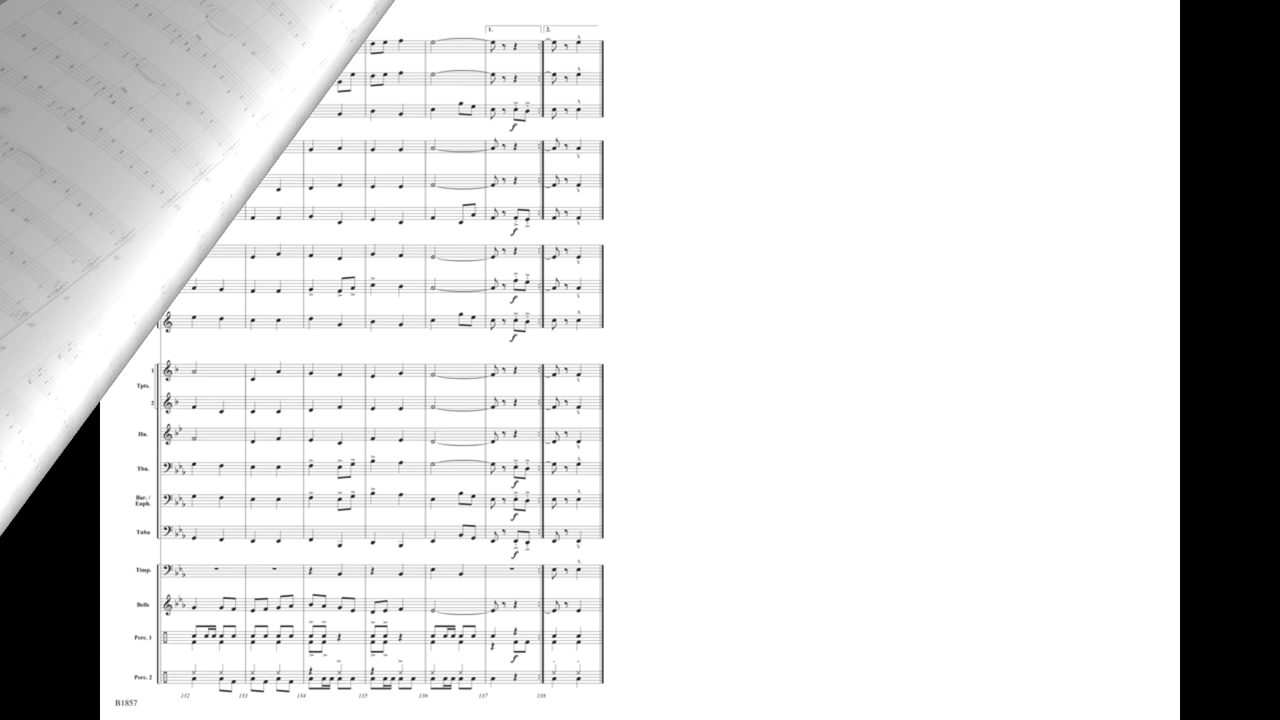 1. 2.
f
f
f
f
1
Tpts.
2
Hn.
Tbn.
f
Bar. /
Euph.
f
Tuba
f
Timp.
Bells
Perc. 1
f
Perc. 2
132 133 134 135 136 137 138
B1857